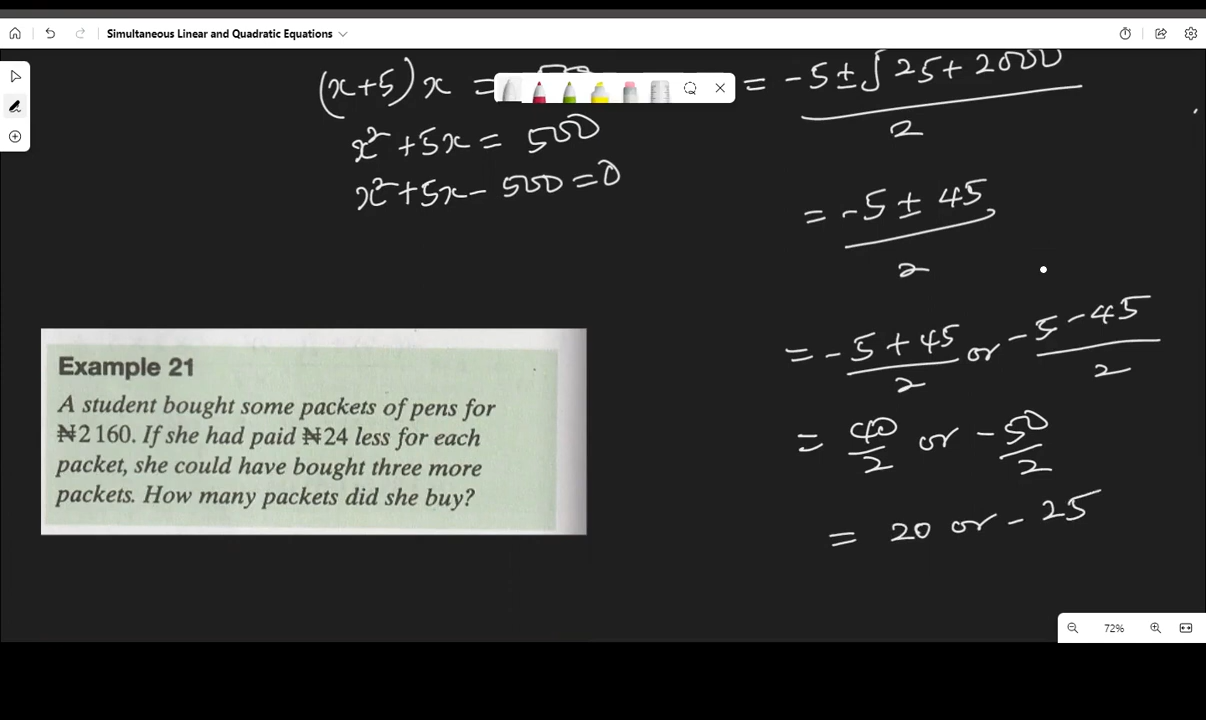 Simultaneous Linear and Quadratic Equations
(x+5)x =
x²+5x = 500
x²+5x- 500=0
= -5±√25+2000
2
= -5 ± 45
2
= -5+45 or -5-45
2 2
= 40 or -50
2 2
= 20 or - 25
Example 21
A student bought some packets of pens for
₦2 160. If she had paid ₦24 less for each
packet, she could have bought three more
packets. How many packets did she buy?
72%